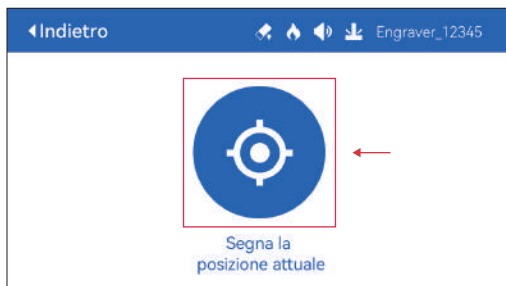 Indietro
Engraver_12345
Segna la
posizione attuale